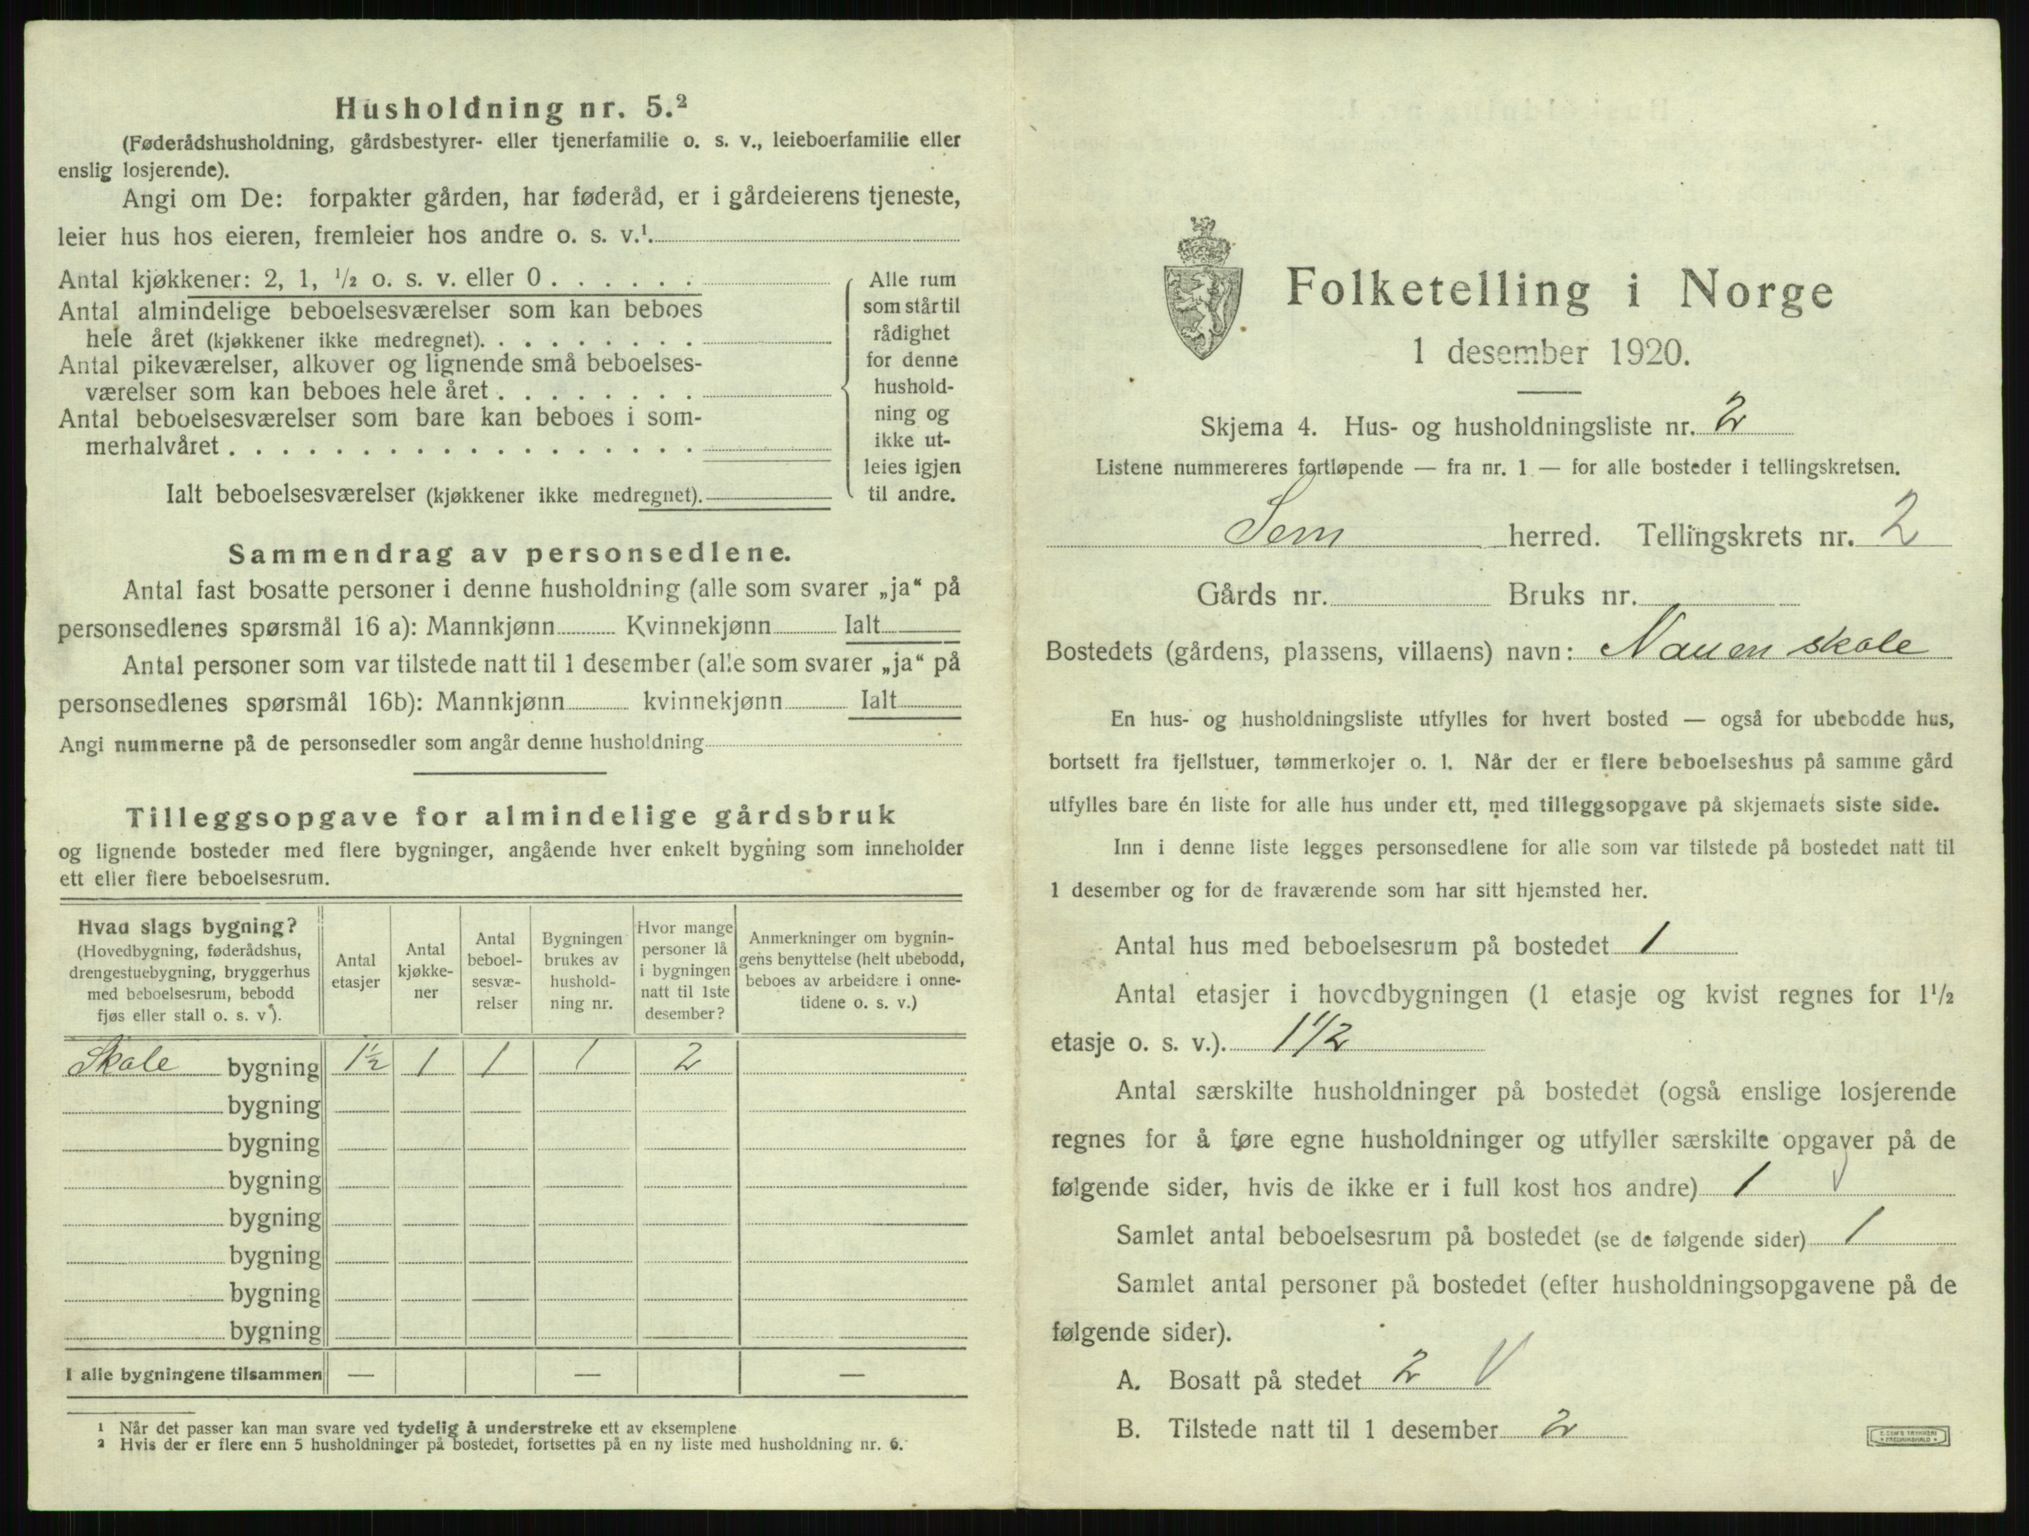 Husholdning nr. 5.²
(Føderådshusholdning, gårdsbestyrer- eller tjenerfamilie o. s. v., leieboerfamilie eller
enslig losjerende).
Angi om De: forpakter gården, har føderåd, er i gårdeierens tjeneste,
leier hus hos eieren, fremleier hos andre o. s. v.¹
Antal kjøkkener: 2, 1, ½ o. s. v. eller 0 . . . . . .
Antal almindelige beboelsesværelser som kan beboes
hele året (kjøkkener ikke medregnet). . . . . . . . .
Antal pikeværelser, alkover og lignende små beboelses-
værelser som kan beboes hele året . . . . . . . .
Antal beboelsesværelser som bare kan beboes i som-
merhalvåret . . . . . . . . . . . . . . . . . .
Ialt beboelsesværelser (kjøkkener ikke medregnet).
Alle rum
som står til
rådighet
for denne
hushold-
ning og
ikke ut-
leies igjen
til andre.
Sammendrag av personsedlene.
Antal fast bosatte personer i denne husholdning (alle som svarer „ja“ på
personsedlenes spørsmål 16 a): Mannkjønn Kvinnekjønn Ialt
Antal personer som var tilstede natt til 1 desember (alle som svarer „ja“ på
personsedlenes spørsmål 16b): Mannkjønn kvinnekjønn Ialt
Angi nummerne på de personsedler som angår denne husholdning
Tilleggsopgave for almindelige gårdsbruk
og lignende bosteder med flere bygninger, angående hver enkelt bygning som inneholder
ett eller flere beboelsesrum.
Hvad slags bygning?
(Hovedbygning, føderådshus,
drengestuebygning, bryggerhus
med beboelsesrum, bebodd
fjøs eller stall o. s. v.).
Antal
etasjer
Antal
kjøkke-
ner
Antal
beboel-
sesvæ-
relser
Bygningen
brukes av
hushold-
ning nr.
Hvor mange
personer lå
i bygningen
natt til 1ste
desember?
Anmerkninger om bygnin-
gens benyttelse (helt ubebodd,
beboes av arbeidere i onne-
tidene o. s. v.)
Skole bygning 1½ 1 1 1 2
bygning
bygning
bygning
bygning
bygning
bygning
bygning
I alle bygningene tilsammen — — —
¹ Når det passer kan man svare ved tydelig å understreke ett av eksemplene
² Hvis der er flere enn 5 husholdninger på bostedet, fortsettes på en ny liste med husholdning nr. 6.
Folketelling i Norge
1 desember 1920.
Skjema 4. Hus- og husholdningsliste nr. 2
Listene nummereres fortløpende — fra nr. 1 — for alle bosteder i tellingskretsen.
Sem herred. Tellingskrets nr. 2
Gårds nr. Bruks nr.
Bostedets (gårdens, plassens, villaens) navn: Nauen skole
En hus- og husholdningsliste utfylles for hvert bosted — også for ubebodde hus,
bortsett fra fjellstuer, tømmerkojer o. l. Når der er flere beboelseshus på samme gård
utfylles bare én liste for alle hus under ett, med tilleggsopgave på skjemaets siste side.
Inn i denne liste legges personsedlene for alle som var tilstede på bostedet natt til
1 desember og for de fraværende som har sitt hjemsted her.
Antal hus med beboelsesrum på bostedet 1
Antal etasjer i hovedbygningen (1 etasje og kvist regnes for 1½
etasje o. s. v.). 1 1/2
Antal særskilte husholdninger på bostedet (også enslige losjerende
regnes for å føre egne husholdninger og utfyller særskilte opgaver på de
følgende sider, hvis de ikke er i full kost hos andre) 1
Samlet antal beboelsesrum på bostedet (se de følgende sider) 1
Samlet antal personer på bostedet (efter husholdningsopgavene på de
følgende sider).
A. Bosatt på stedet 2
B. Tilstede natt til 1 desember 2